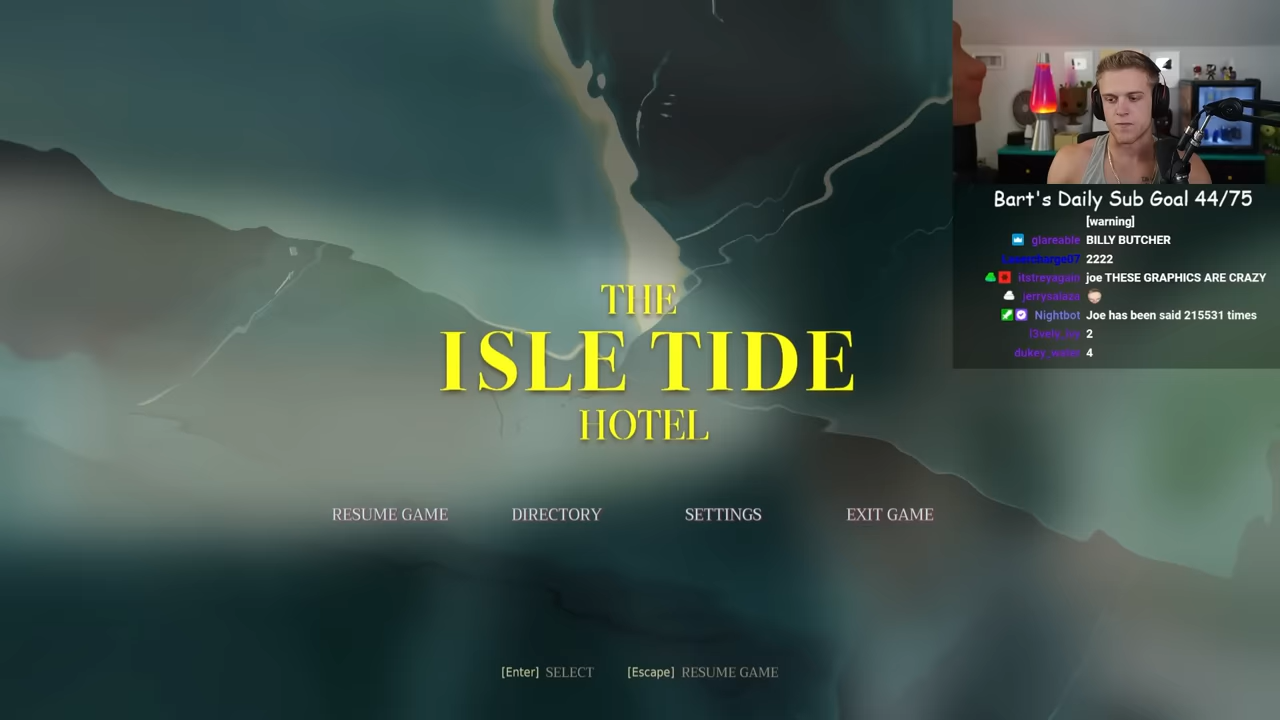 THE
ISLE TIDE
HOTEL
RESUME GAME DIRECTORY SETTINGS EXIT GAME
[Enter] SELECT [Escape] RESUME GAME
Bart's Daily Sub Goal 44/75
[warning]
glareable BILLY BUTCHER
2222
itstreyagain joe THESE GRAPHICS ARE CRAZY
jerrysalaza
Nightbot Joe has been said 215531 times
2
4